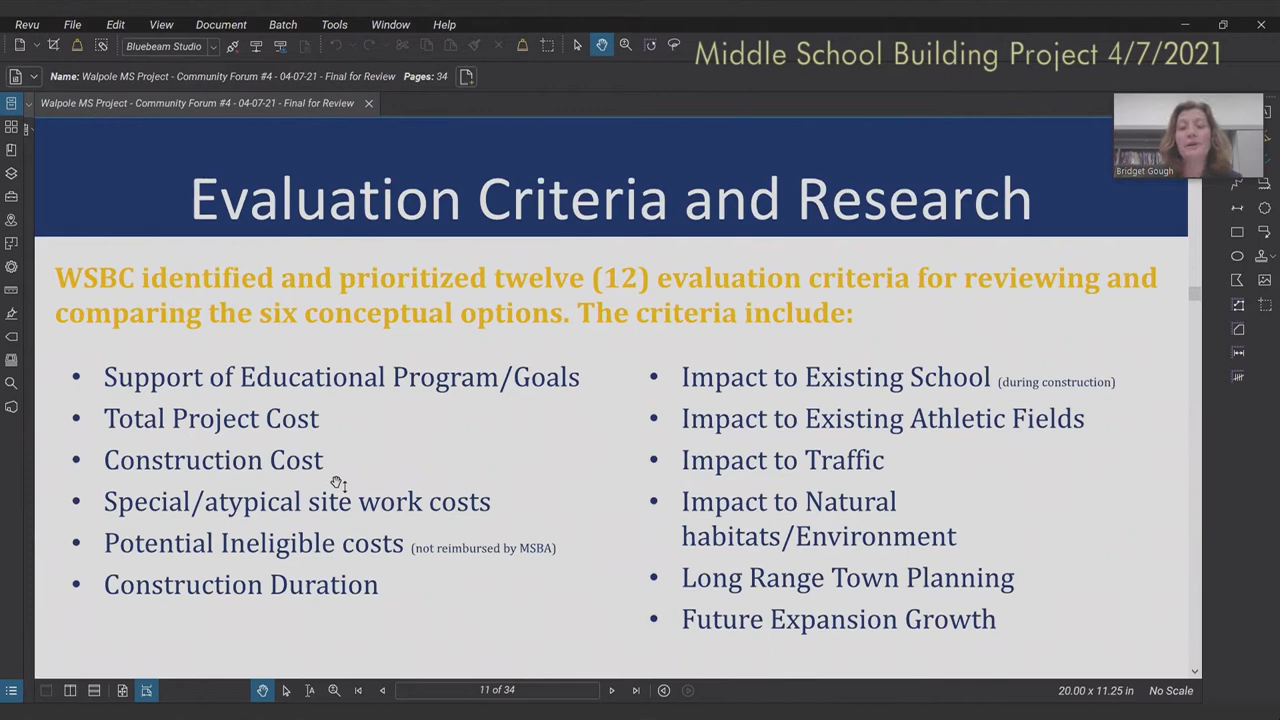 Revu File Edit View Document Batch Tools Window Help
Bluebeam Studio
Middle School Building Project 4/7/2021
Name: Walpole MS Project - Community Forum #4 - 04-07-21 - Final for Review Pages: 34
Walpole MS Project - Community Forum #4 - 04-07-21 - Final for Review
Bridget Gough
Evaluation Criteria and Research
WSBC identified and prioritized twelve (12) evaluation criteria for reviewing and
comparing the six conceptual options. The criteria include:
• Support of Educational Program/Goals
• Total Project Cost
• Construction Cost
• Special/atypical site work costs
• Potential Ineligible costs (not reimbursed by MSBA)
• Construction Duration
• Impact to Existing School (during construction)
• Impact to Existing Athletic Fields
• Impact to Traffic
• Impact to Natural
habitats/Environment
• Long Range Town Planning
• Future Expansion Growth
11 of 34
20.00 x 11.25 in No Scale